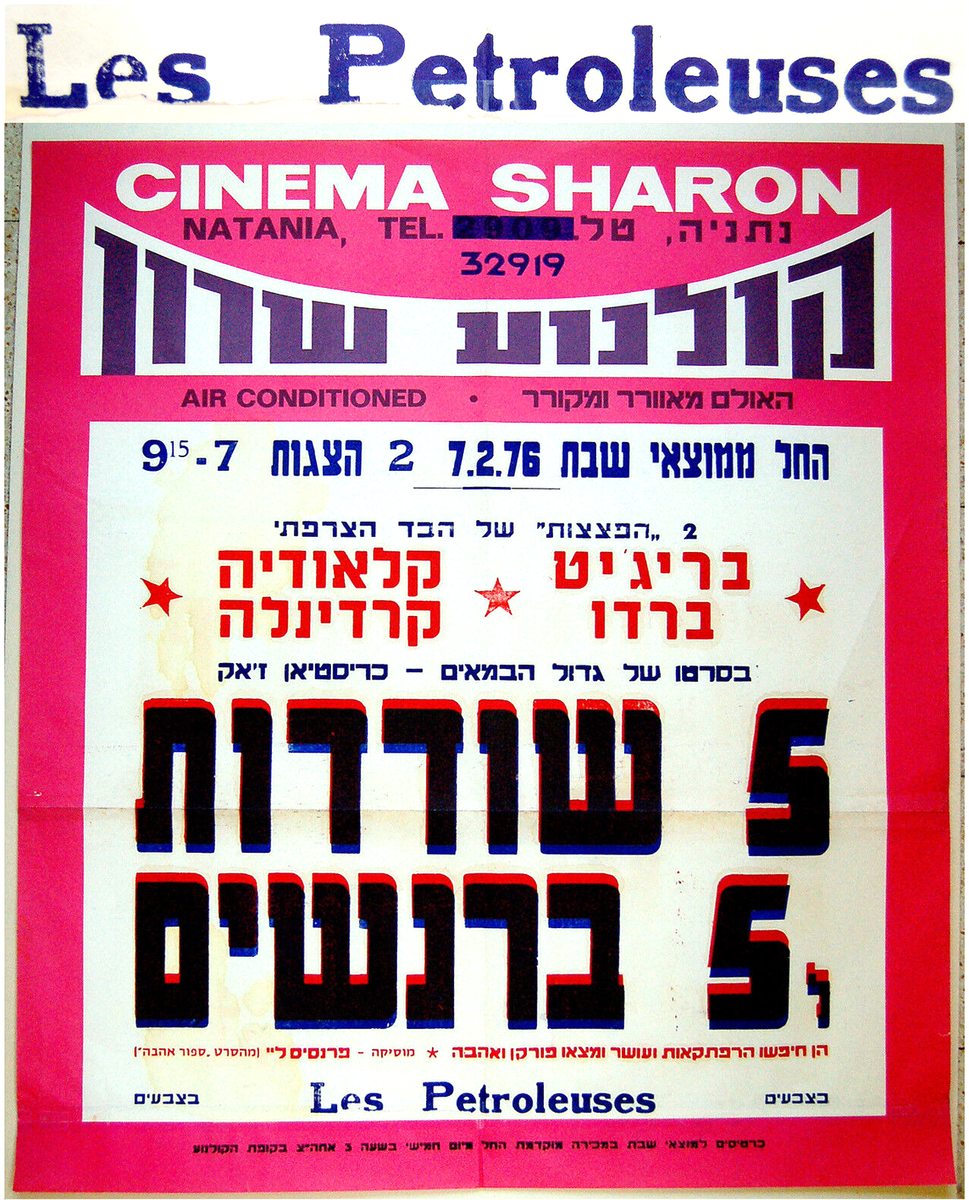 Les Petroleuses
CINEMA SHARON
NATANIA, TEL. 2909 נתניה, טל.
32919
קולנוע שרון
AIR CONDITIONED • האולם מאוורר ומקורר
החל ממוצאי שבת 7.2.76 2 הצגות 7-9¹⁵
2 „הפצצות״ של הבד הצרפתי
בריג׳יט ★ קלאודיה
ברדו קרדינלה
בסרטו של גדול הבמאים – כריסטיאן ז׳אק
5 שודדות
ל 5 ברנשים
הן חיפשו הרפתקאות ועושר ומצאו פורקן ואהבה ★ מוסיקה - פרנסיס ליי (מהסרט „ספור אהבה״)
בצבעים Les Petroleuses בצבעים
כרטיסים למוצאי שבת במכירה מוקדמת החל מיום חמישי בשעה 3 אחה״צ בקופת הקולנוע